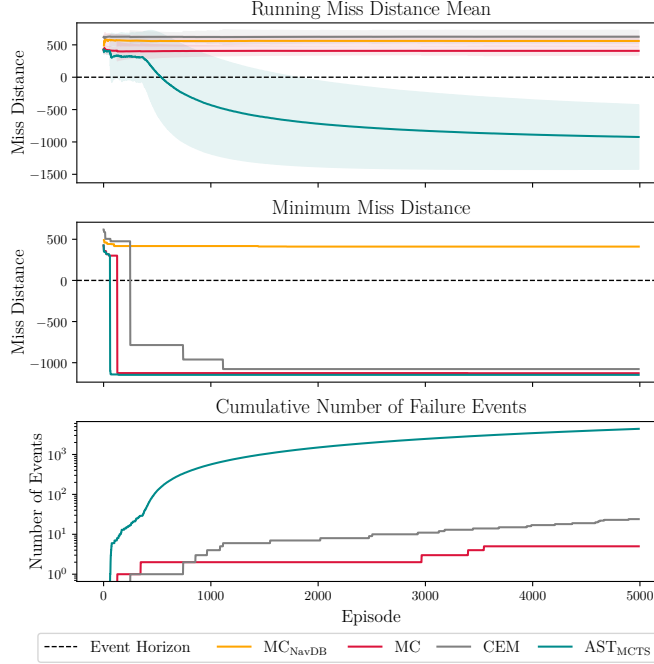 Running Miss Distance Mean
Miss Distance
500
0
−500
−1000
−1500
Minimum Miss Distance
Miss Distance
500
0
−500
−1000
Cumulative Number of Failure Events
Number of Events
10³
10²
10¹
10⁰
0 1000 2000 3000 4000 5000
Episode
Event Horizon MC_NavDB MC CEM AST_MCTS